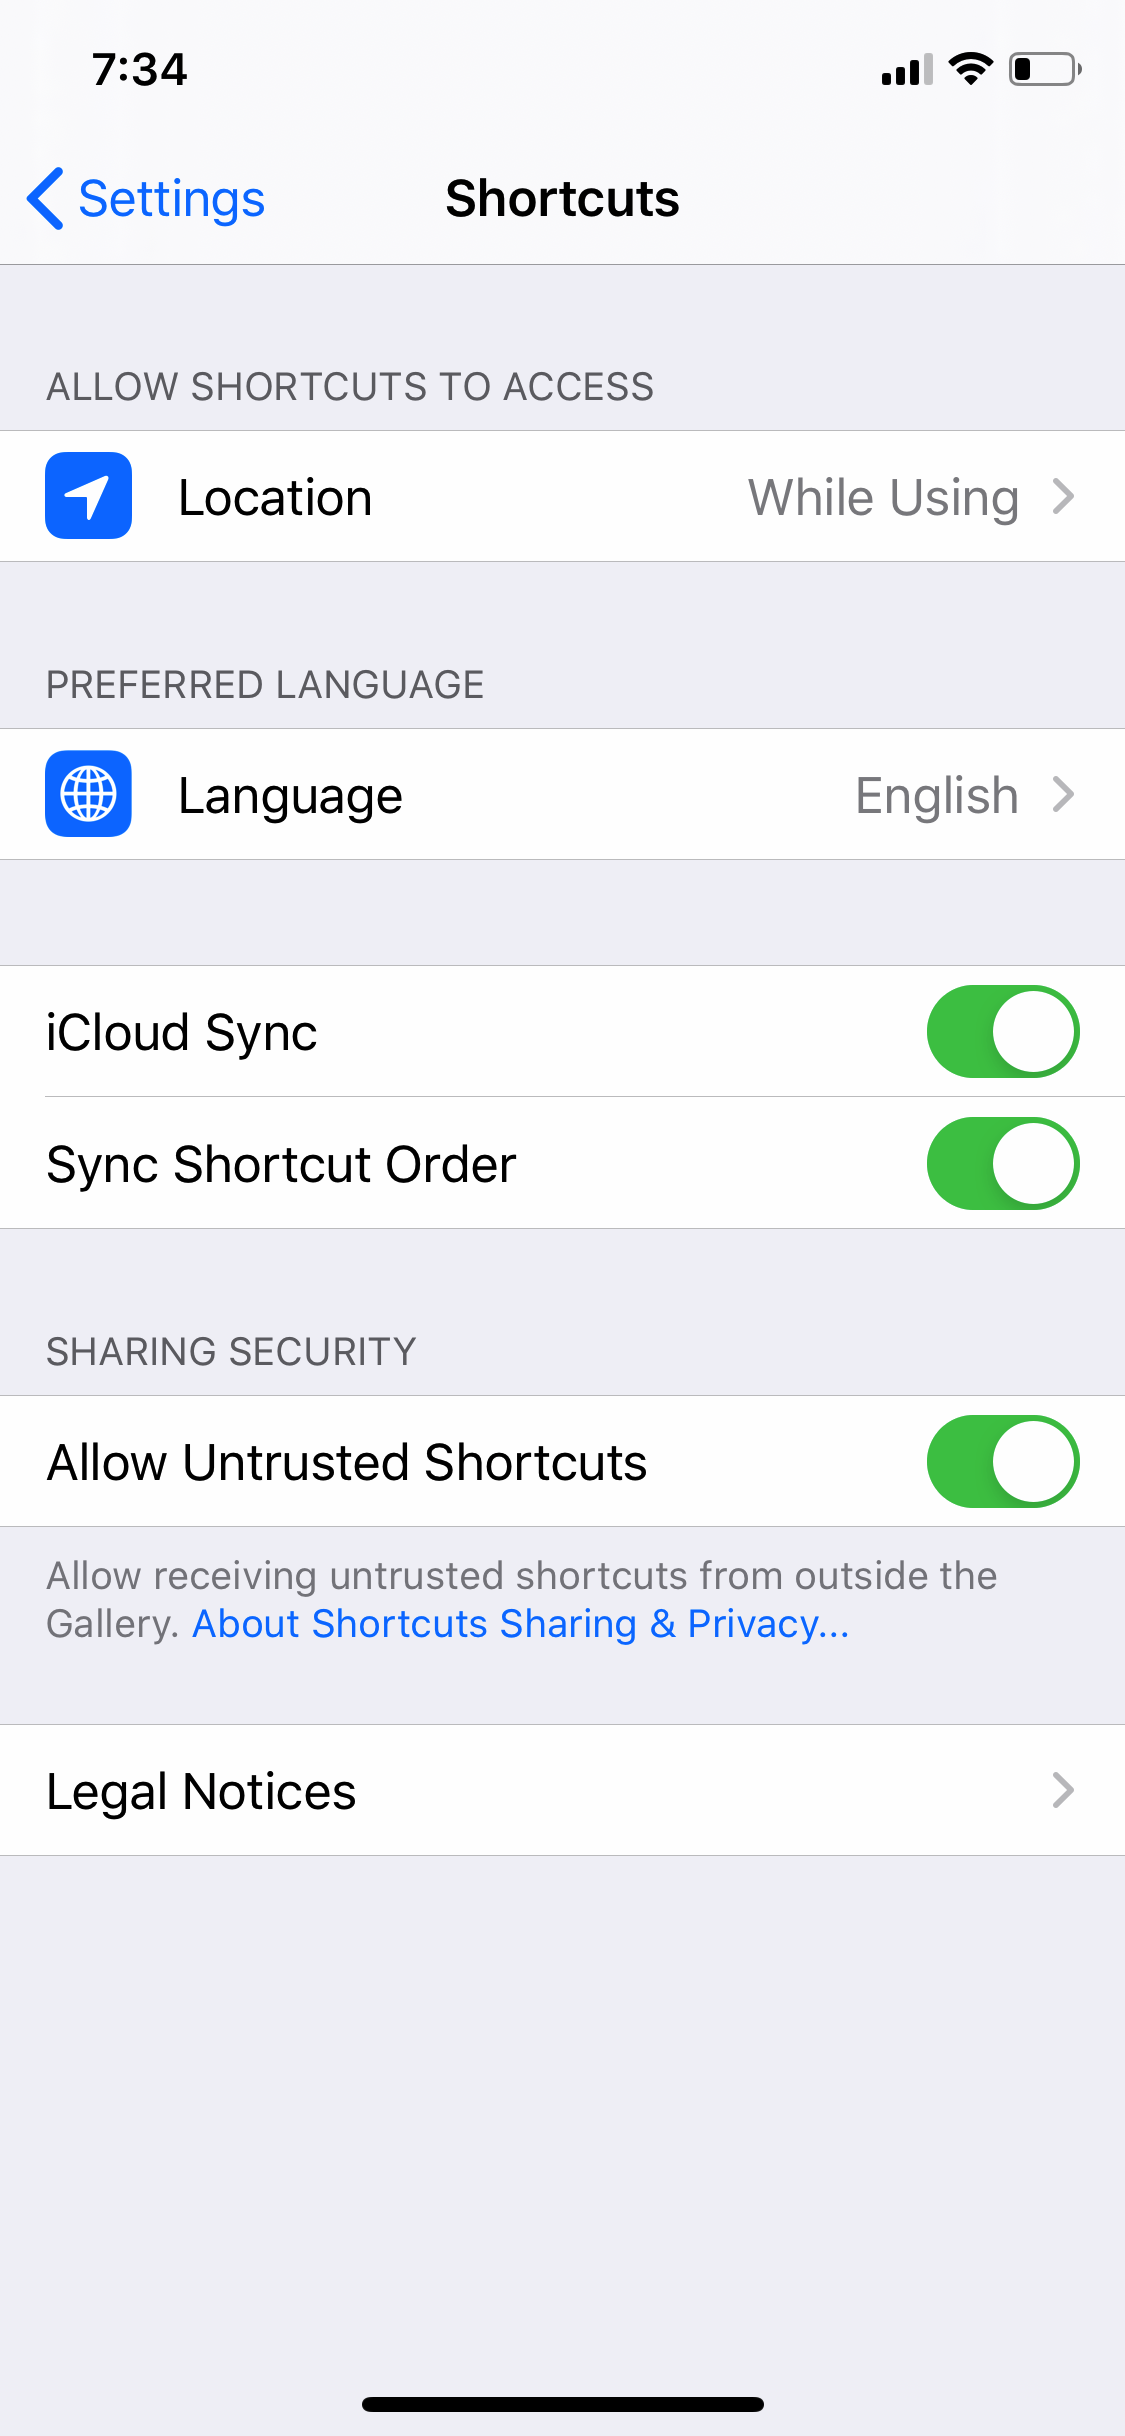 7:34
Settings
Shortcuts
ALLOW SHORTCUTS TO ACCESS
Location
While Using
PREFERRED LANGUAGE
Language
English
iCloud Sync
Sync Shortcut Order
SHARING SECURITY
Allow Untrusted Shortcuts
Allow receiving untrusted shortcuts from outside the
Gallery. About Shortcuts Sharing & Privacy...
Legal Notices